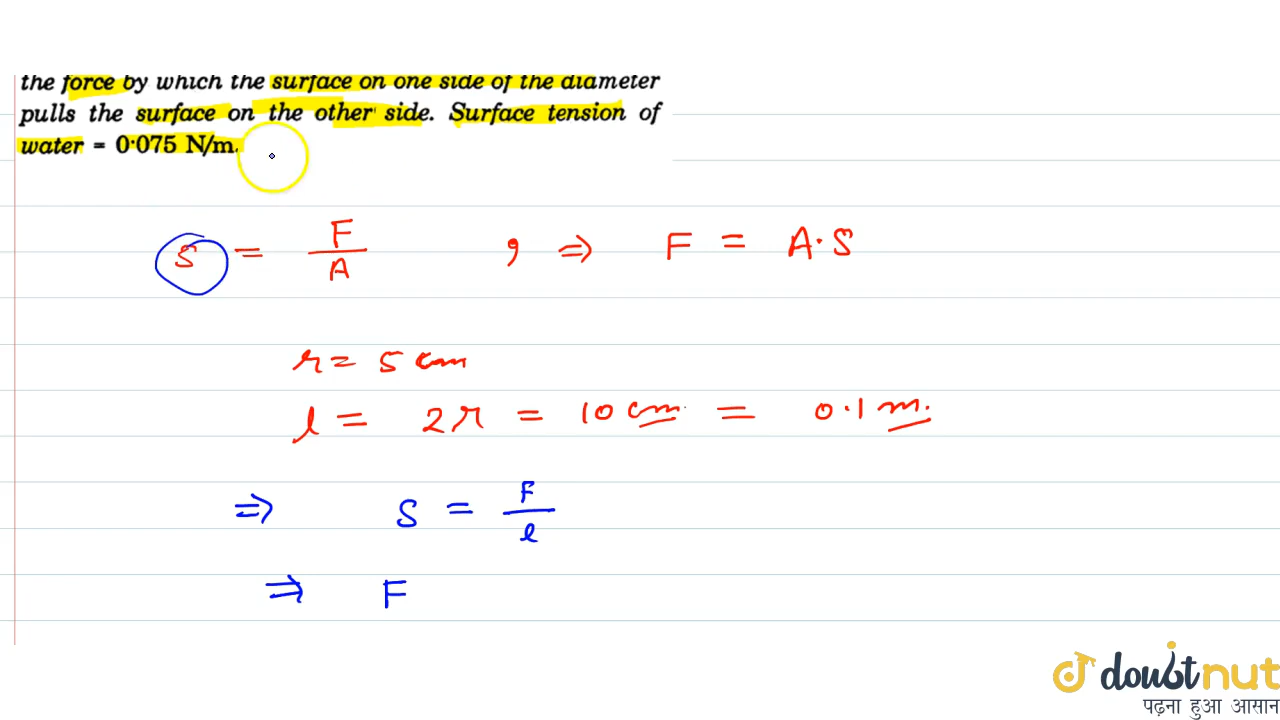 the force by which the surface on one side of the diameter
pulls the surface on the other side. Surface tension of
water = 0·075 N/m.
S = F/A , ⇒ F = A·S
r = 5 cm
l = 2r = 10 cm. = 0.1 m.
⇒ S = F/l
⇒ F
doubtnut
पढ़ना हुआ आसान